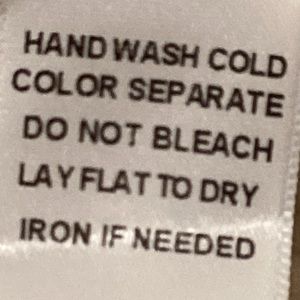 HAND WASH COLD
COLOR SEPARATE
DO NOT BLEACH
LAY FLAT TO DRY
IRON IF NEEDED